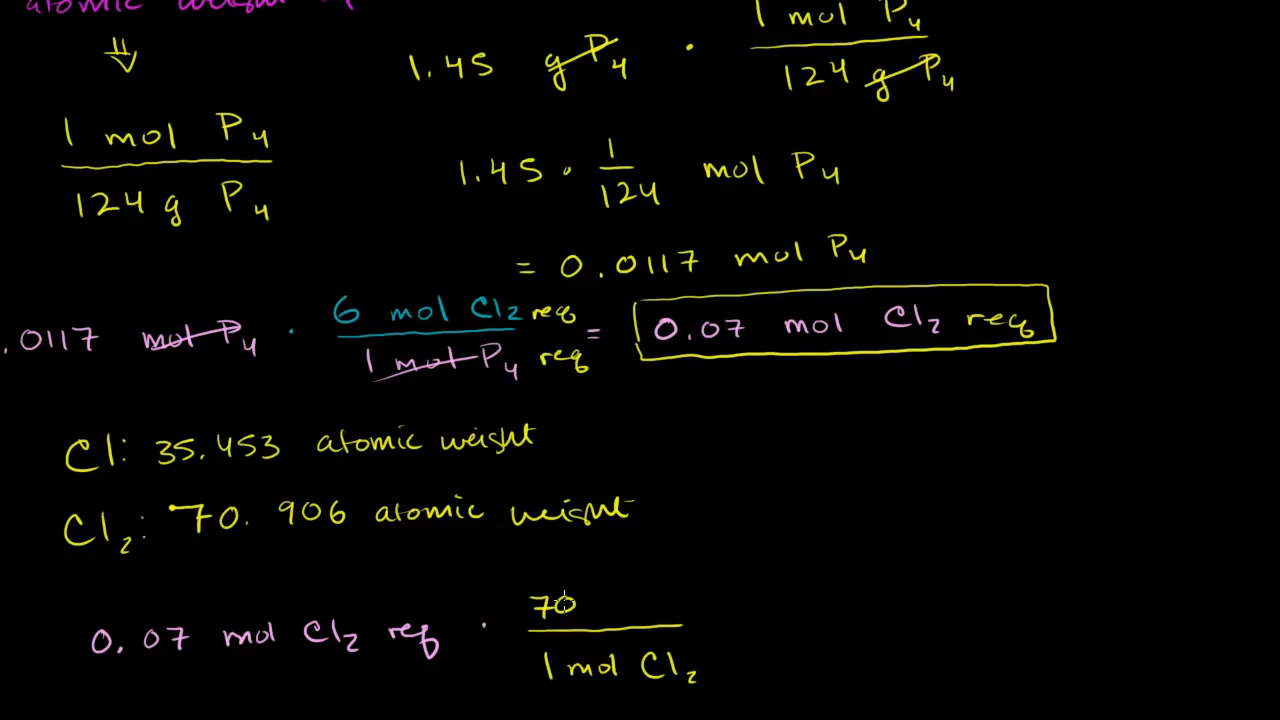 atomic weight
⇓
1.45 g P₄ · 1 mol P₄ / 124 g P₄
1 mol P₄ / 124 g P₄
1.45 · 1/124 mol P₄
= 0.0117 mol P₄
.0117 mol P₄ · 6 mol Cl₂ req / 1 mol P₄ req = 0.07 mol Cl₂ req
Cl: 35.453 atomic weight
Cl₂: 70.906 atomic weight
0.07 mol Cl₂ req · 70 / 1 mol Cl₂